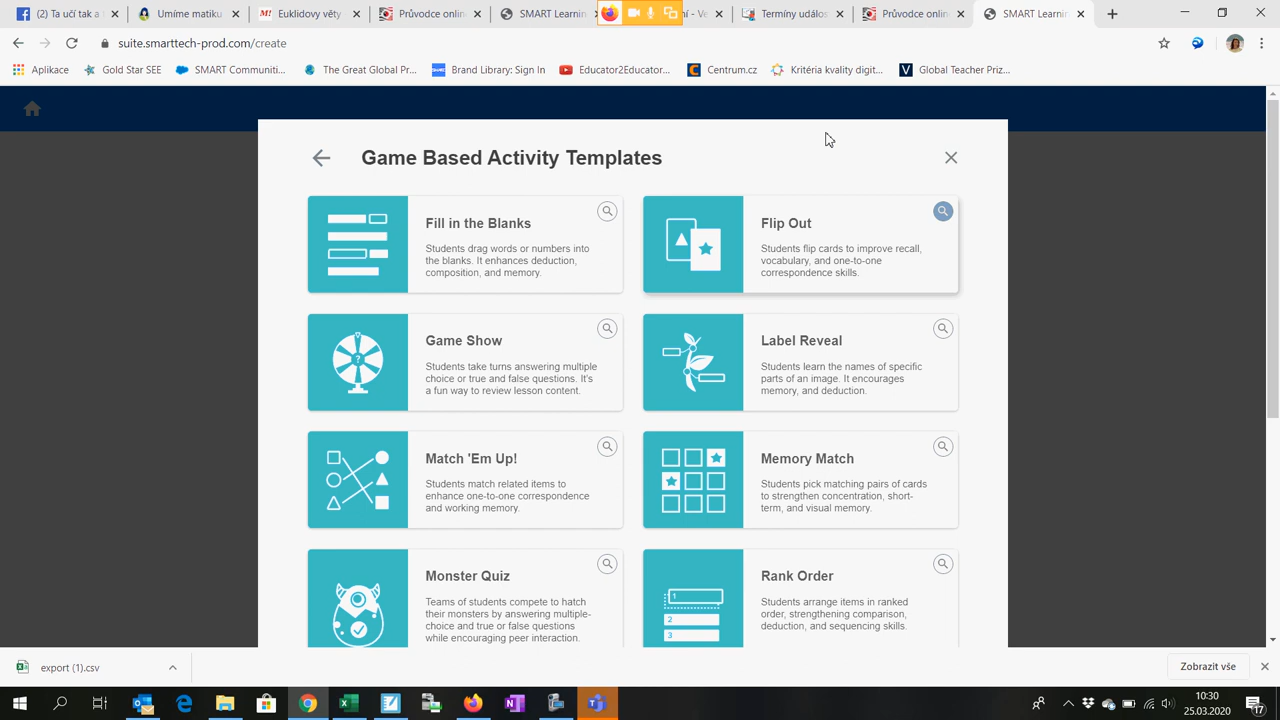 (2) Ta učí tak a
Umíme matiku
Euklidovy vět
Průvodce onlin
SMART Learnin
Termíny událos
Průvodce onlin
SMART Learnin
suite.smarttech-prod.com/create
Aplikace
Gold Star SEE
SMART Communiti...
The Great Global Pr...
Brand Library: Sign In
Educator2Educator...
Centrum.cz
Kritéria kvality digit...
Global Teacher Priz...
Game Based Activity Templates
Fill in the Blanks
Students drag words or numbers into
the blanks. It enhances deduction,
composition, and memory.
Flip Out
Students flip cards to improve recall,
vocabulary, and one-to-one
correspondence skills.
Game Show
Students take turns answering multiple
choice or true and false questions. It's
a fun way to review lesson content.
Label Reveal
Students learn the names of specific
parts of an image. It encourages
memory, and deduction.
Match 'Em Up!
Students match related items to
enhance one-to-one correspondence
and working memory.
Memory Match
Students pick matching pairs of cards
to strengthen concentration, short-
term, and visual memory.
Monster Quiz
Teams of students compete to hatch
their monsters by answering multiple-
choice and true or false questions
while encouraging peer interaction.
Rank Order
Students arrange items in ranked
order, strengthening comparison,
deduction, and sequencing skills.
1
2
3
export (1).csv
Zobrazit vše
10:30
25.03.2020